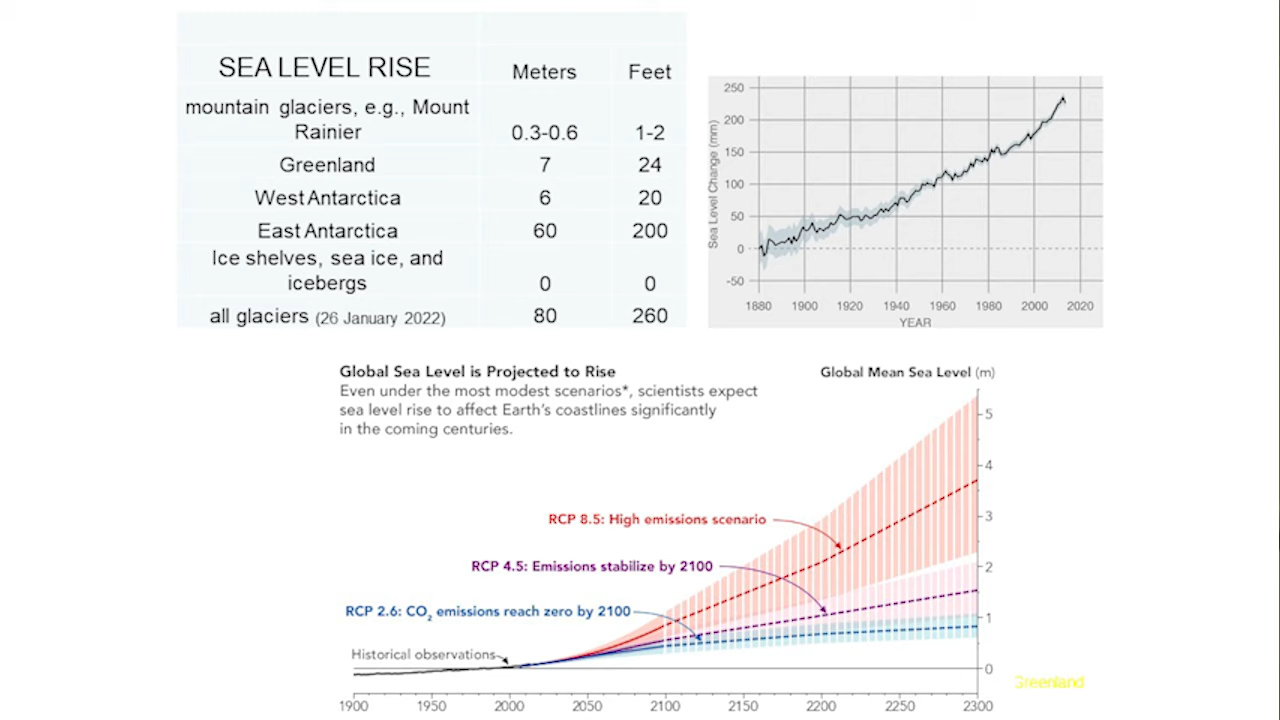 SEA LEVEL RISE Meters Feet
mountain glaciers, e.g., Mount
Rainier 0.3-0.6 1-2
Greenland 7 24
West Antarctica 6 20
East Antarctica 60 200
Ice shelves, sea ice, and
icebergs 0 0
all glaciers (26 January 2022) 80 260
Sea Level Change (mm)
250
200
150
100
50
0
-50
1880 1900 1920 1940 1960 1980 2000 2020
YEAR
Global Sea Level is Projected to Rise
Even under the most modest scenarios*, scientists expect
sea level rise to affect Earth's coastlines significantly
in the coming centuries.
Global Mean Sea Level (m)
5
4
3
2
1
0
RCP 8.5: High emissions scenario
RCP 4.5: Emissions stabilize by 2100
RCP 2.6: CO₂ emissions reach zero by 2100
Historical observations
1900 1950 2000 2050 2100 2150 2200 2250 2300
Greenland